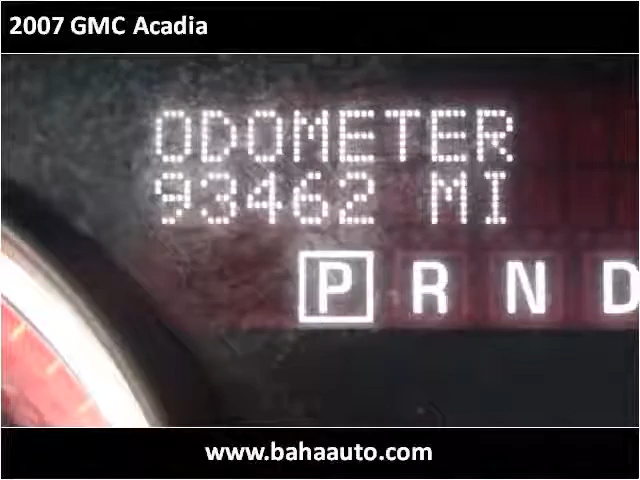 2007 GMC Acadia
ODOMETER
93462 MI
P R N D
www.bahaauto.com